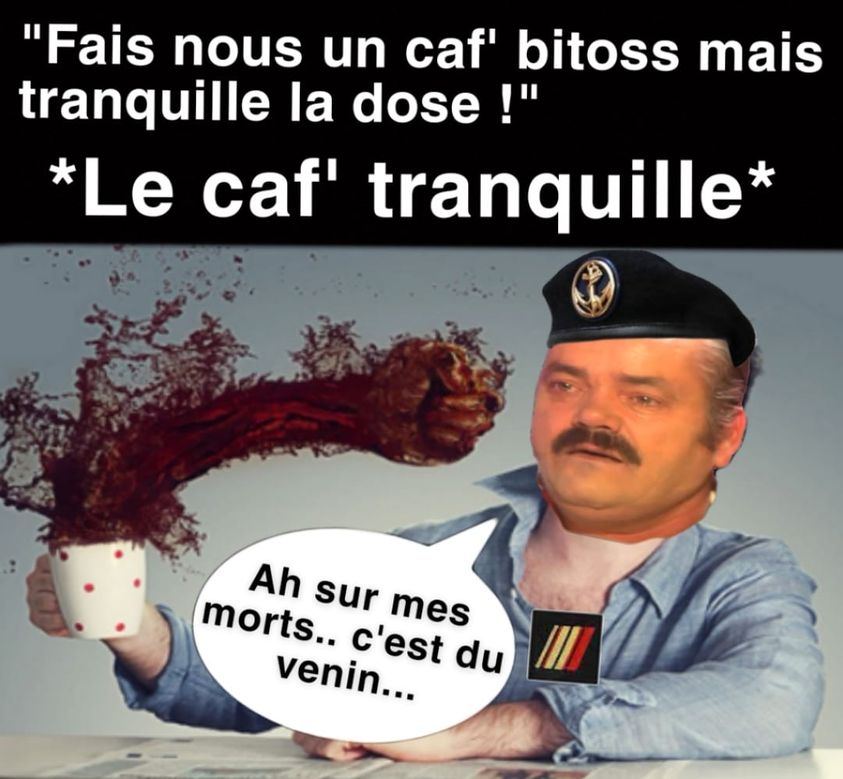 "Fais nous un caf' bitoss mais
tranquille la dose !"
*Le caf' tranquille*
Ah sur mes
morts.. c'est du
venin...